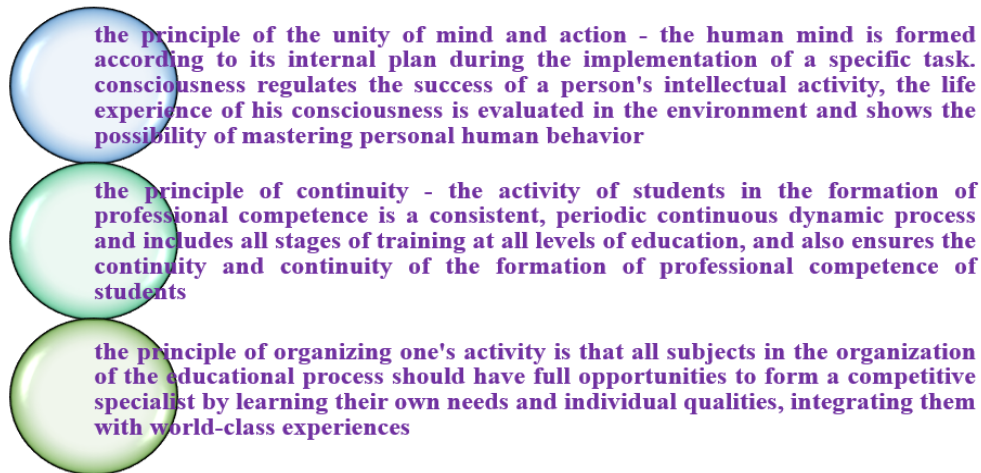 the principle of the unity of mind and action - the human mind is formed
according to its internal plan during the implementation of a specific task.
consciousness regulates the success of a person's intellectual activity, the life
experience of his consciousness is evaluated in the environment and shows the
possibility of mastering personal human behavior
the principle of continuity - the activity of students in the formation of
professional competence is a consistent, periodic continuous dynamic process
and includes all stages of training at all levels of education, and also ensures the
continuity and continuity of the formation of professional competence of
students
the principle of organizing one's activity is that all subjects in the organization
of the educational process should have full opportunities to form a competitive
specialist by learning their own needs and individual qualities, integrating them
with world-class experiences